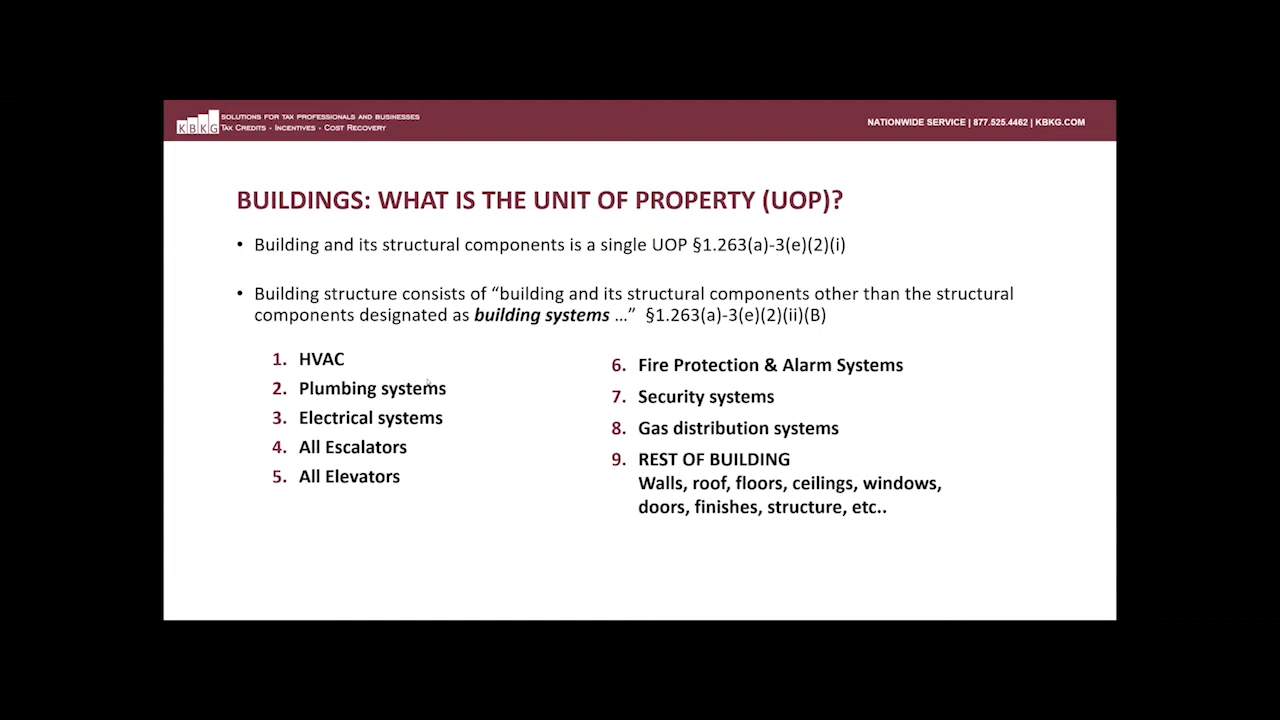 KBKG
SOLUTIONS FOR TAX PROFESSIONALS AND BUSINESSES
TAX CREDITS - INCENTIVES - COST RECOVERY
NATIONWIDE SERVICE | 877.525.4462 | KBKG.COM
BUILDINGS: WHAT IS THE UNIT OF PROPERTY (UOP)?
• Building and its structural components is a single UOP §1.263(a)-3(e)(2)(i)
• Building structure consists of “building and its structural components other than the structural
components designated as building systems …” §1.263(a)-3(e)(2)(ii)(B)
1. HVAC
2. Plumbing systems
3. Electrical systems
4. All Escalators
5. All Elevators
6. Fire Protection & Alarm Systems
7. Security systems
8. Gas distribution systems
9. REST OF BUILDING
Walls, roof, floors, ceilings, windows,
doors, finishes, structure, etc..